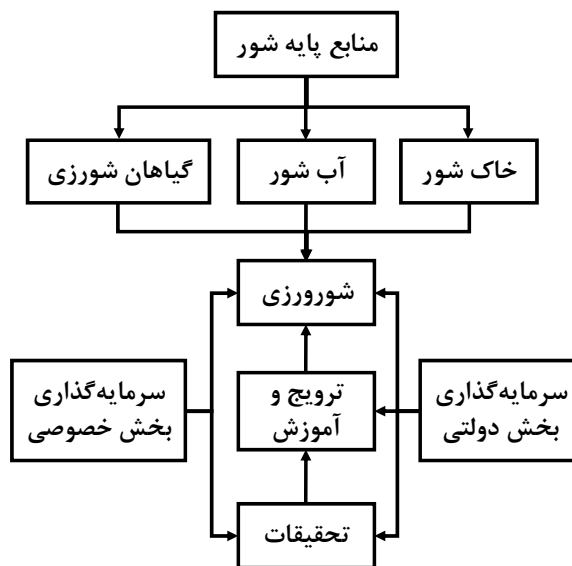 منابع پایه شور
خاک شور
آب شور
گیاهان شورزی
شورورزی
سرمایه‌گذاری
بخش دولتی
ترویج و
آموزش
سرمایه‌گذاری
بخش خصوصی
تحقیقات